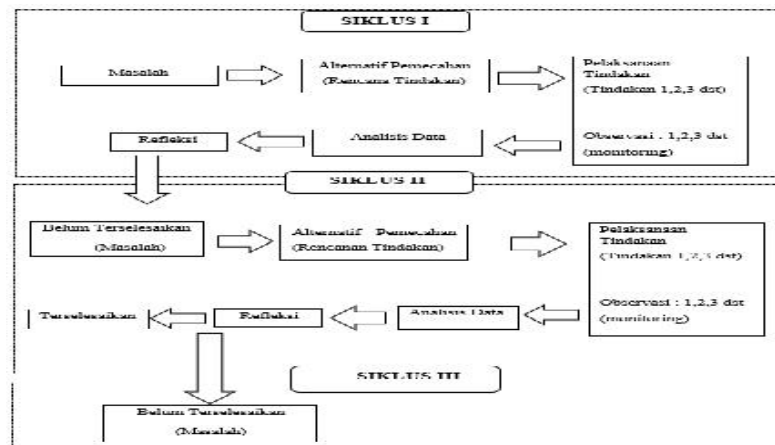 SIKLUS I
Masalah
Alternatif Pemecahan
(Rencana Tindakan)
Pelaksanaan
Tindakan
(Tindakan 1,2,3 dst)
Observasi : 1,2,3 dst
(monitoring)
Analisis Data
Refleksi
SIKLUS II
Belum Terselesaikan
(Masalah)
Alternatif Pemecahan
(Rencanan Tindakan)
Pelaksanaan
Tindakan
(Tindakan 1,2,3 dst)
Observasi : 1,2,3 dst
(monitoring)
Analisis Data
Refleksi
Terselesaikan
SIKLUS III
Belum Terselesaikan
(Masalah)